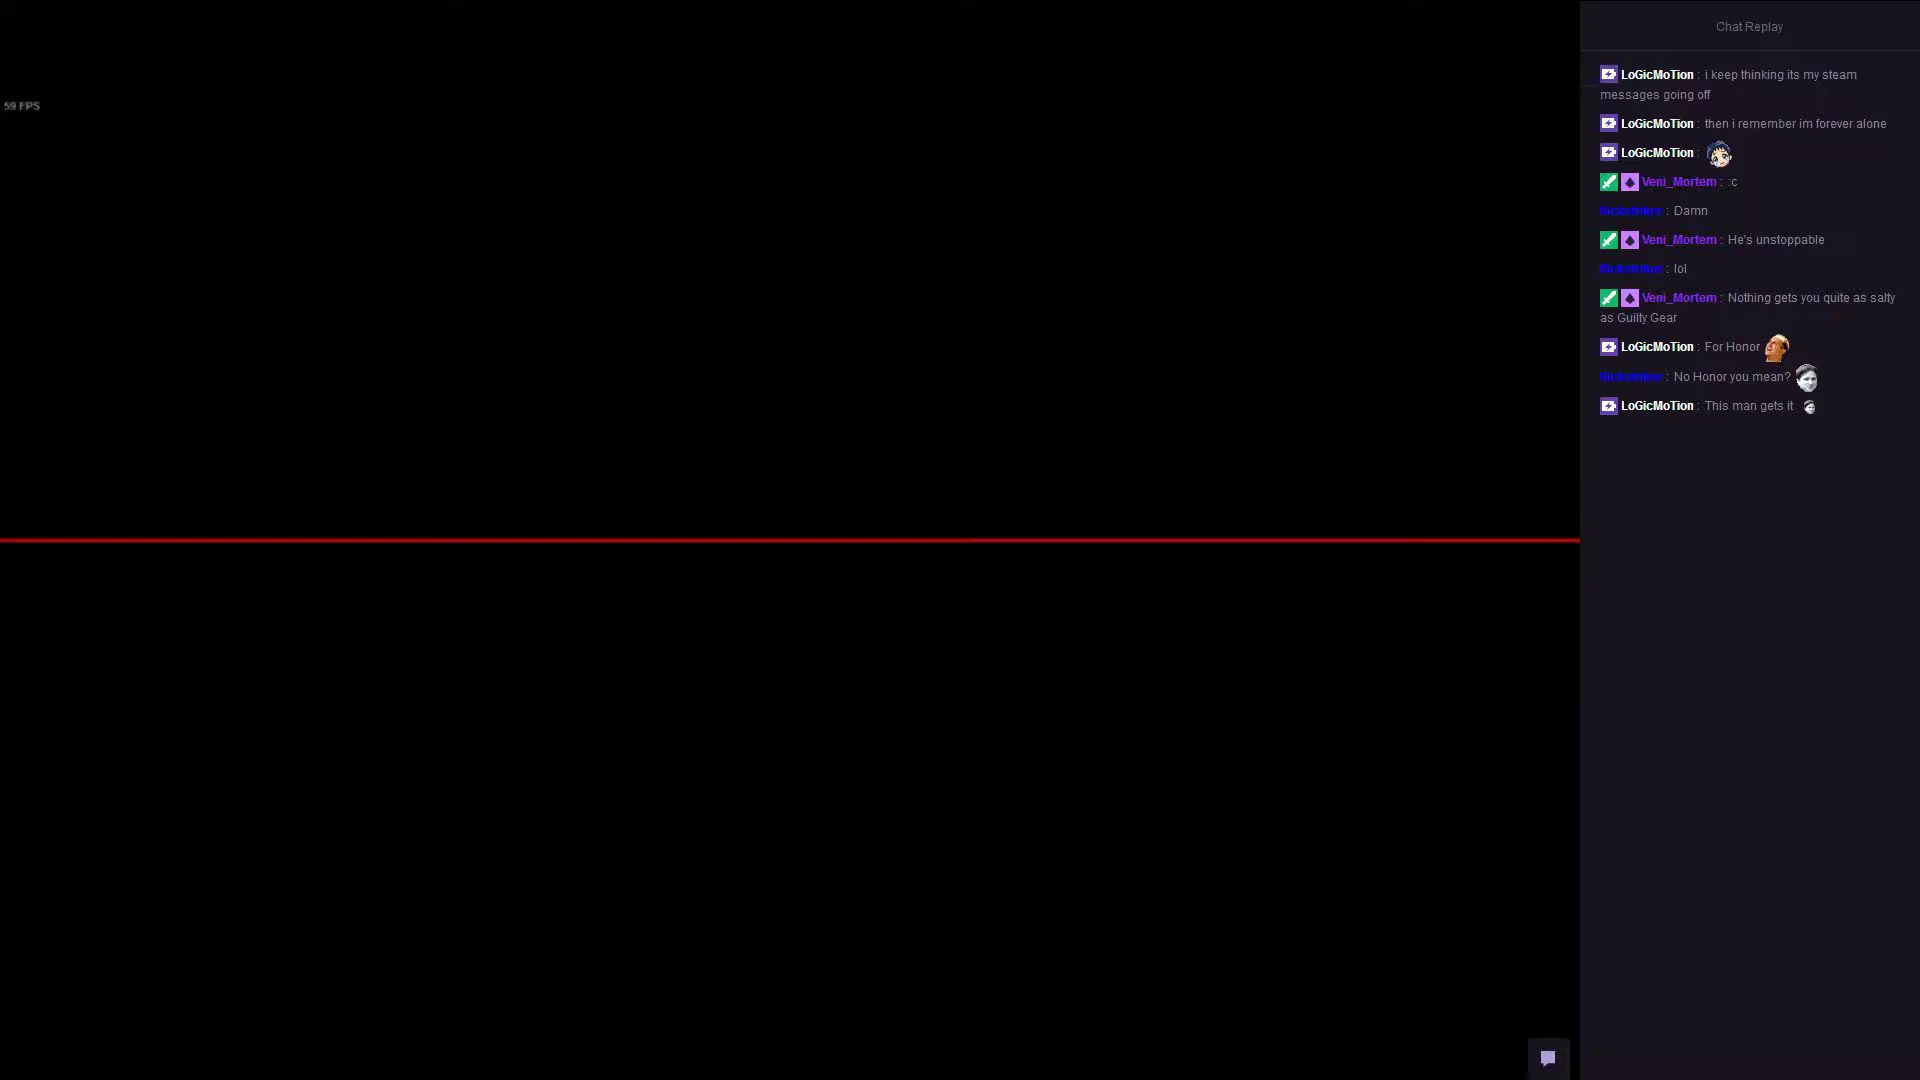 Chat Replay
59 FPS
LoGicMoTion : i keep thinking its my steam
messages going off
LoGicMoTion : then i remember im forever alone
LoGicMoTion :
Veni_Mortem : :c
: Damn
Veni_Mortem : He's unstoppable
: lol
Veni_Mortem : Nothing gets you quite as salty
as Guilty Gear
LoGicMoTion : For Honor
: No Honor you mean?
LoGicMoTion : This man gets it